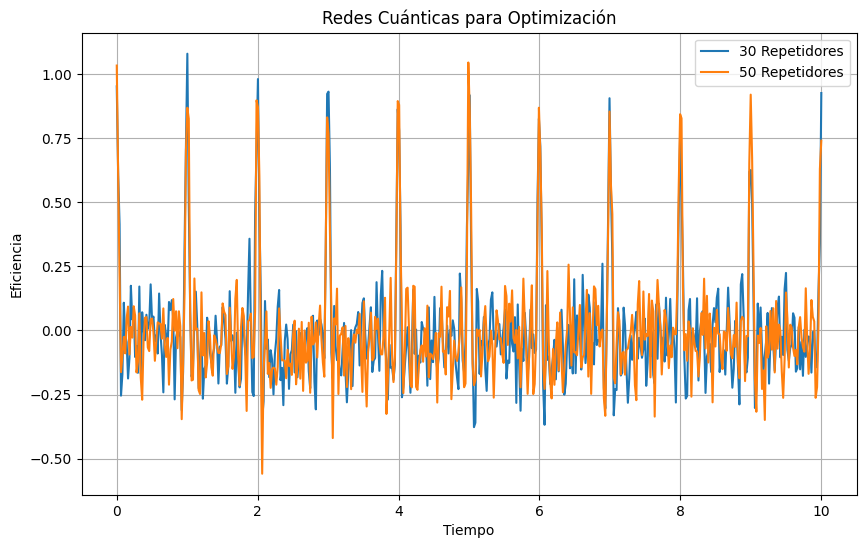 Redes Cuánticas para Optimización
30 Repetidores
50 Repetidores
Eficiencia
1.00
0.75
0.50
0.25
0.00
−0.25
−0.50
0 2 4 6 8 10
Tiempo